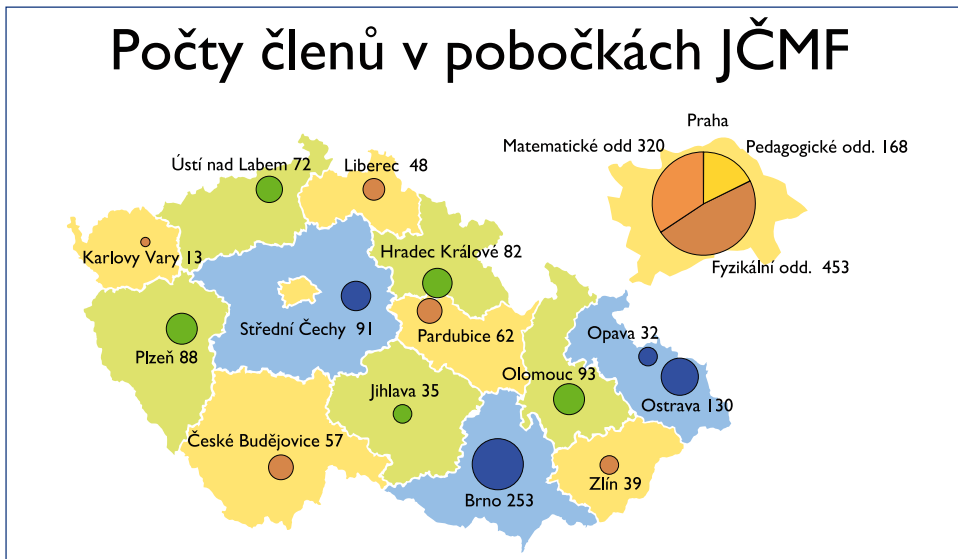 Počty členů v pobočkách JČMF
Praha
Matematické odd 320
Pedagogické odd. 168
Fyzikální odd. 453
Ústí nad Labem 72
Liberec 48
Karlovy Vary 13
Hradec Králové 82
Střední Čechy 91
Pardubice 62
Plzeň 88
Opava 32
Jihlava 35
Olomouc 93
Ostrava 130
České Budějovice 57
Zlín 39
Brno 253